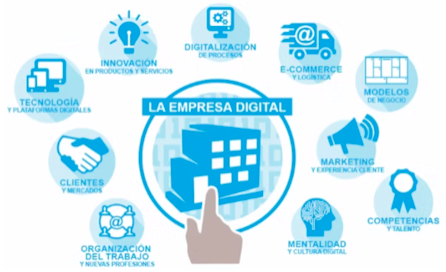 DIGITALIZACIÓN
DE PROCESOS
INNOVACIÓN
EN PRODUCTOS Y SERVICIOS
E-COMMERCE
Y LOGÍSTICA
TECNOLOGÍA
Y PLATAFORMAS DIGITALES
MODELOS
DE NEGOCIO
LA EMPRESA DIGITAL
CLIENTES
Y MERCADOS
MARKETING
Y EXPERIENCIA CLIENTE
ORGANIZACIÓN
DEL TRABAJO
Y NUEVAS PROFESIONES
MENTALIDAD
Y CULTURA DIGITAL
COMPETENCIAS
Y TALENTO